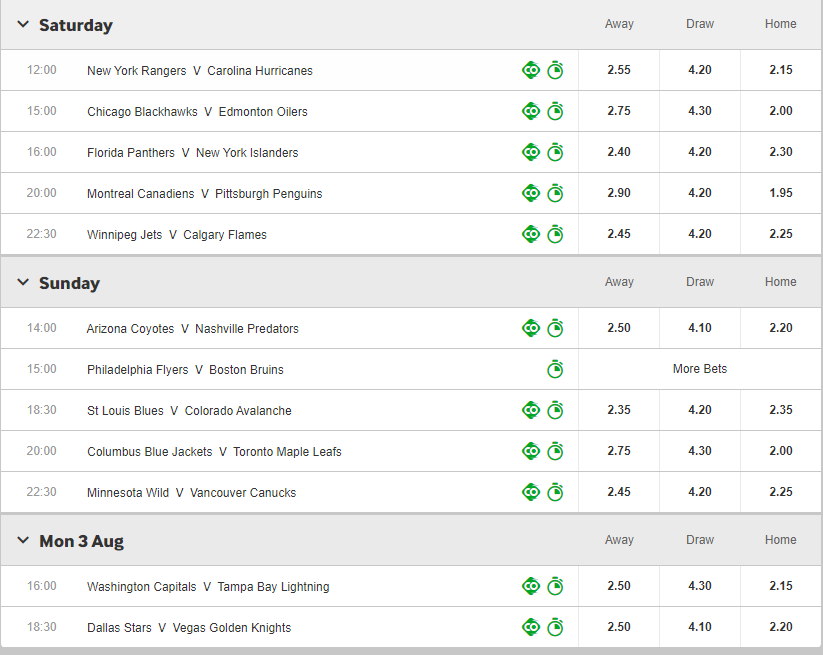 Saturday Away Draw Home
12:00 New York Rangers V Carolina Hurricanes 2.55 4.20 2.15
15:00 Chicago Blackhawks V Edmonton Oilers 2.75 4.30 2.00
16:00 Florida Panthers V New York Islanders 2.40 4.20 2.30
20:00 Montreal Canadiens V Pittsburgh Penguins 2.90 4.20 1.95
22:30 Winnipeg Jets V Calgary Flames 2.45 4.20 2.25
Sunday Away Draw Home
14:00 Arizona Coyotes V Nashville Predators 2.50 4.10 2.20
15:00 Philadelphia Flyers V Boston Bruins More Bets
18:30 St Louis Blues V Colorado Avalanche 2.35 4.20 2.35
20:00 Columbus Blue Jackets V Toronto Maple Leafs 2.75 4.30 2.00
22:30 Minnesota Wild V Vancouver Canucks 2.45 4.20 2.25
Mon 3 Aug Away Draw Home
16:00 Washington Capitals V Tampa Bay Lightning 2.50 4.30 2.15
18:30 Dallas Stars V Vegas Golden Knights 2.50 4.10 2.20